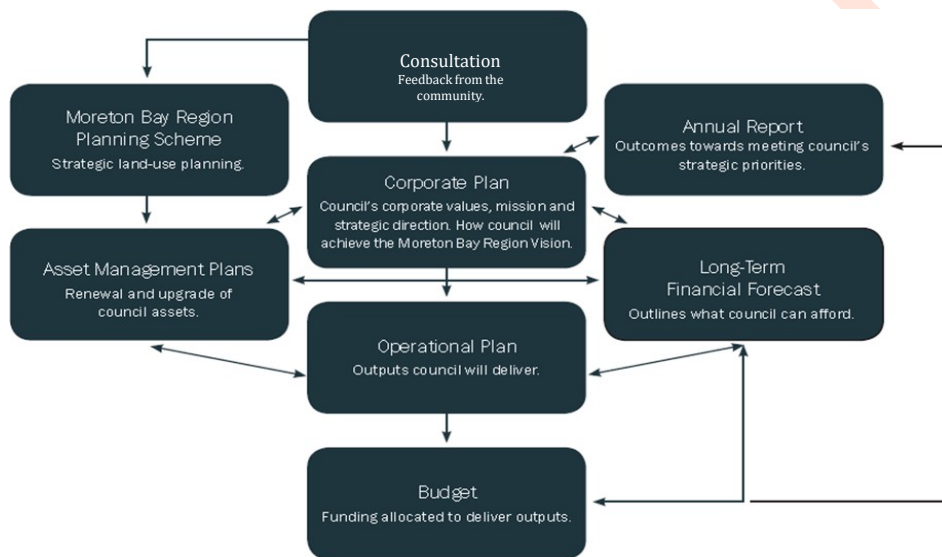 Consultation
Feedback from the
community.
Moreton Bay Region
Planning Scheme
Strategic land-use planning.
Annual Report
Outcomes towards meeting council's
strategic priorities.
Corporate Plan
Council's corporate values, mission and
strategic direction. How council will
achieve the Moreton Bay Region Vision.
Asset Management Plans
Renewal and upgrade of
council assets.
Long-Term
Financial Forecast
Outlines what council can afford.
Operational Plan
Outputs council will deliver.
Budget
Funding allocated to deliver outputs.